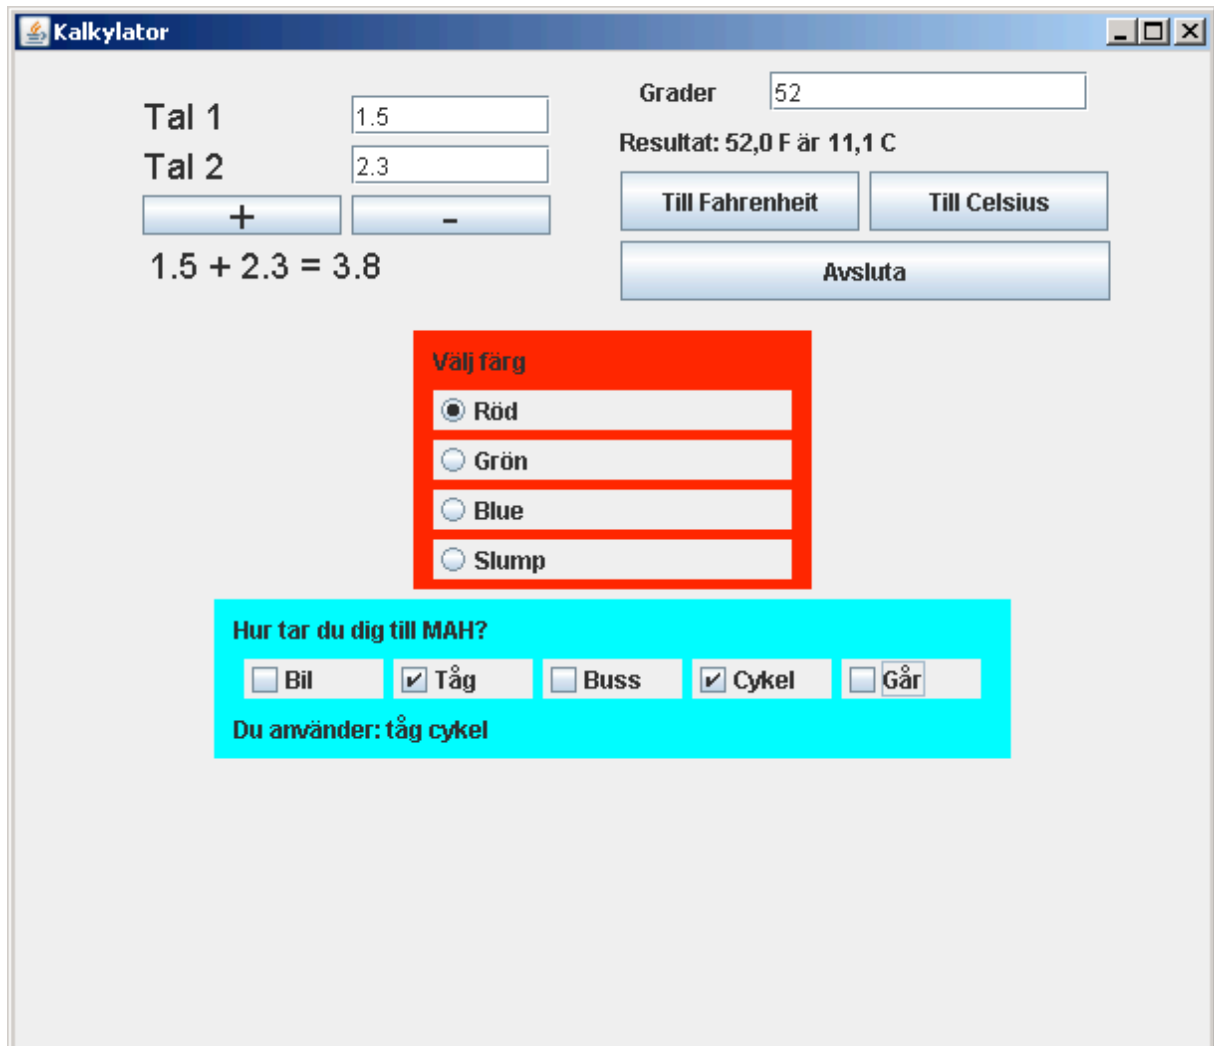 Kalkylator
Tal 1 1.5
Tal 2 2.3
+ -
1.5 + 2.3 = 3.8
Grader 52
Resultat: 52,0 F är 11,1 C
Till Fahrenheit Till Celsius
Avsluta
Välj färg
Röd
Grön
Blue
Slump
Hur tar du dig till MAH?
Bil Tåg Buss Cykel Går
Du använder: tåg cykel